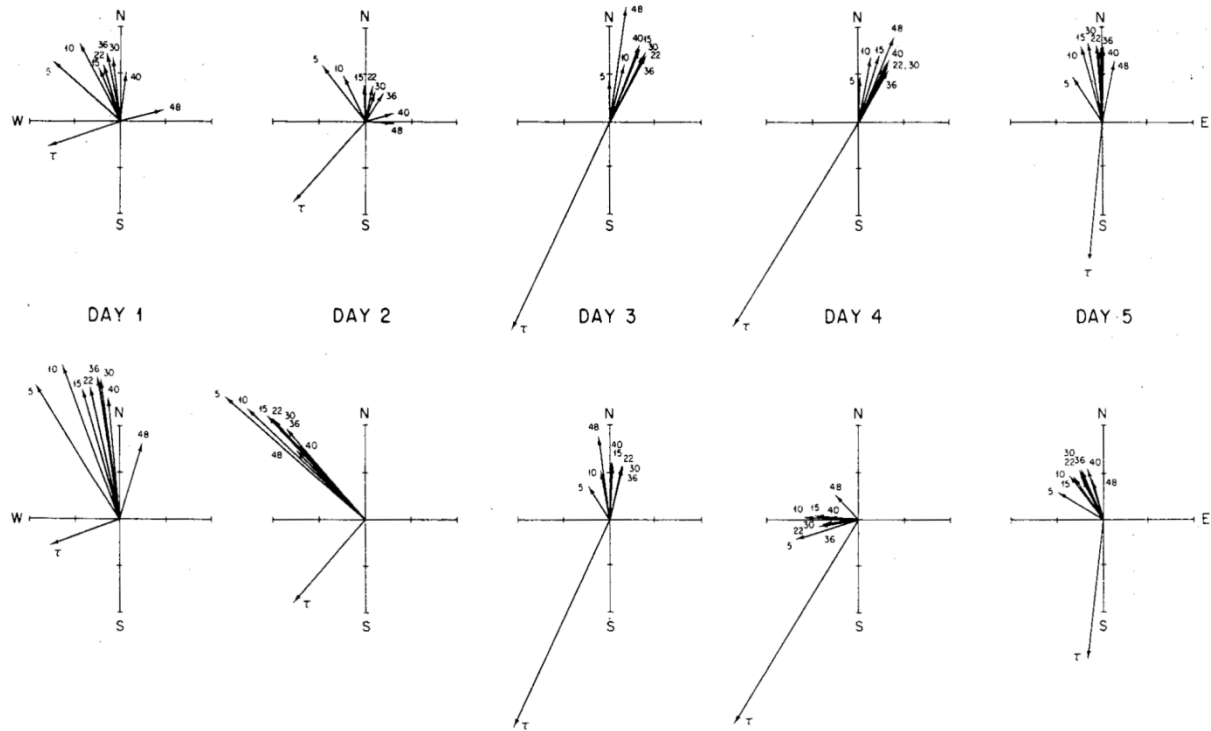 N N N N N
10 36 30 22 15 5 40 48 W τ S
5 10 15 22 30 36 40 48 τ S
48 40 15 30 22 36 10 5 τ S
48 10 15 40 22, 30 36 5 τ S
15 30 22 36 10 40 48 5 E τ S
DAY 1 DAY 2 DAY 3 DAY 4 DAY 5
10 36 30 15 22 40 5 N 48 W τ S
5 10 15 22 30 36 40 48 N τ S
N 48 40 15 22 10 30 36 5 τ S
N 48 10 15 40 22 30 36 5 τ S
N 30 22 36 40 10 15 48 5 E τ S